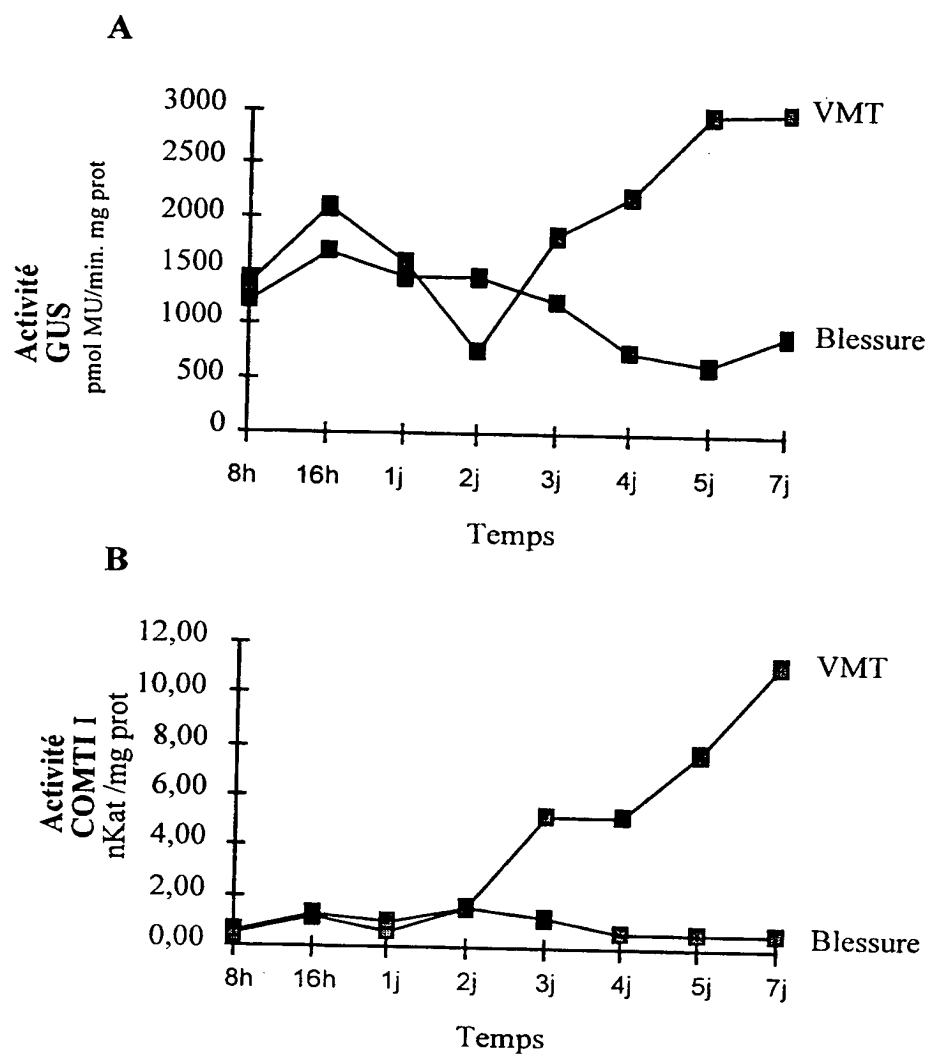 A
3000
2500
2000
1500
1000
500
0
Activité
GUS
pmol MU/min. mg prot
VMT
Blessure
8h 16h 1j 2j 3j 4j 5j 7j
Temps
B
12,00
10,00
8,00
6,00
4,00
2,00
0,00
Activité
COMTI I
nKat /mg prot
VMT
Blessure
8h 16h 1j 2j 3j 4j 5j 7j
Temps